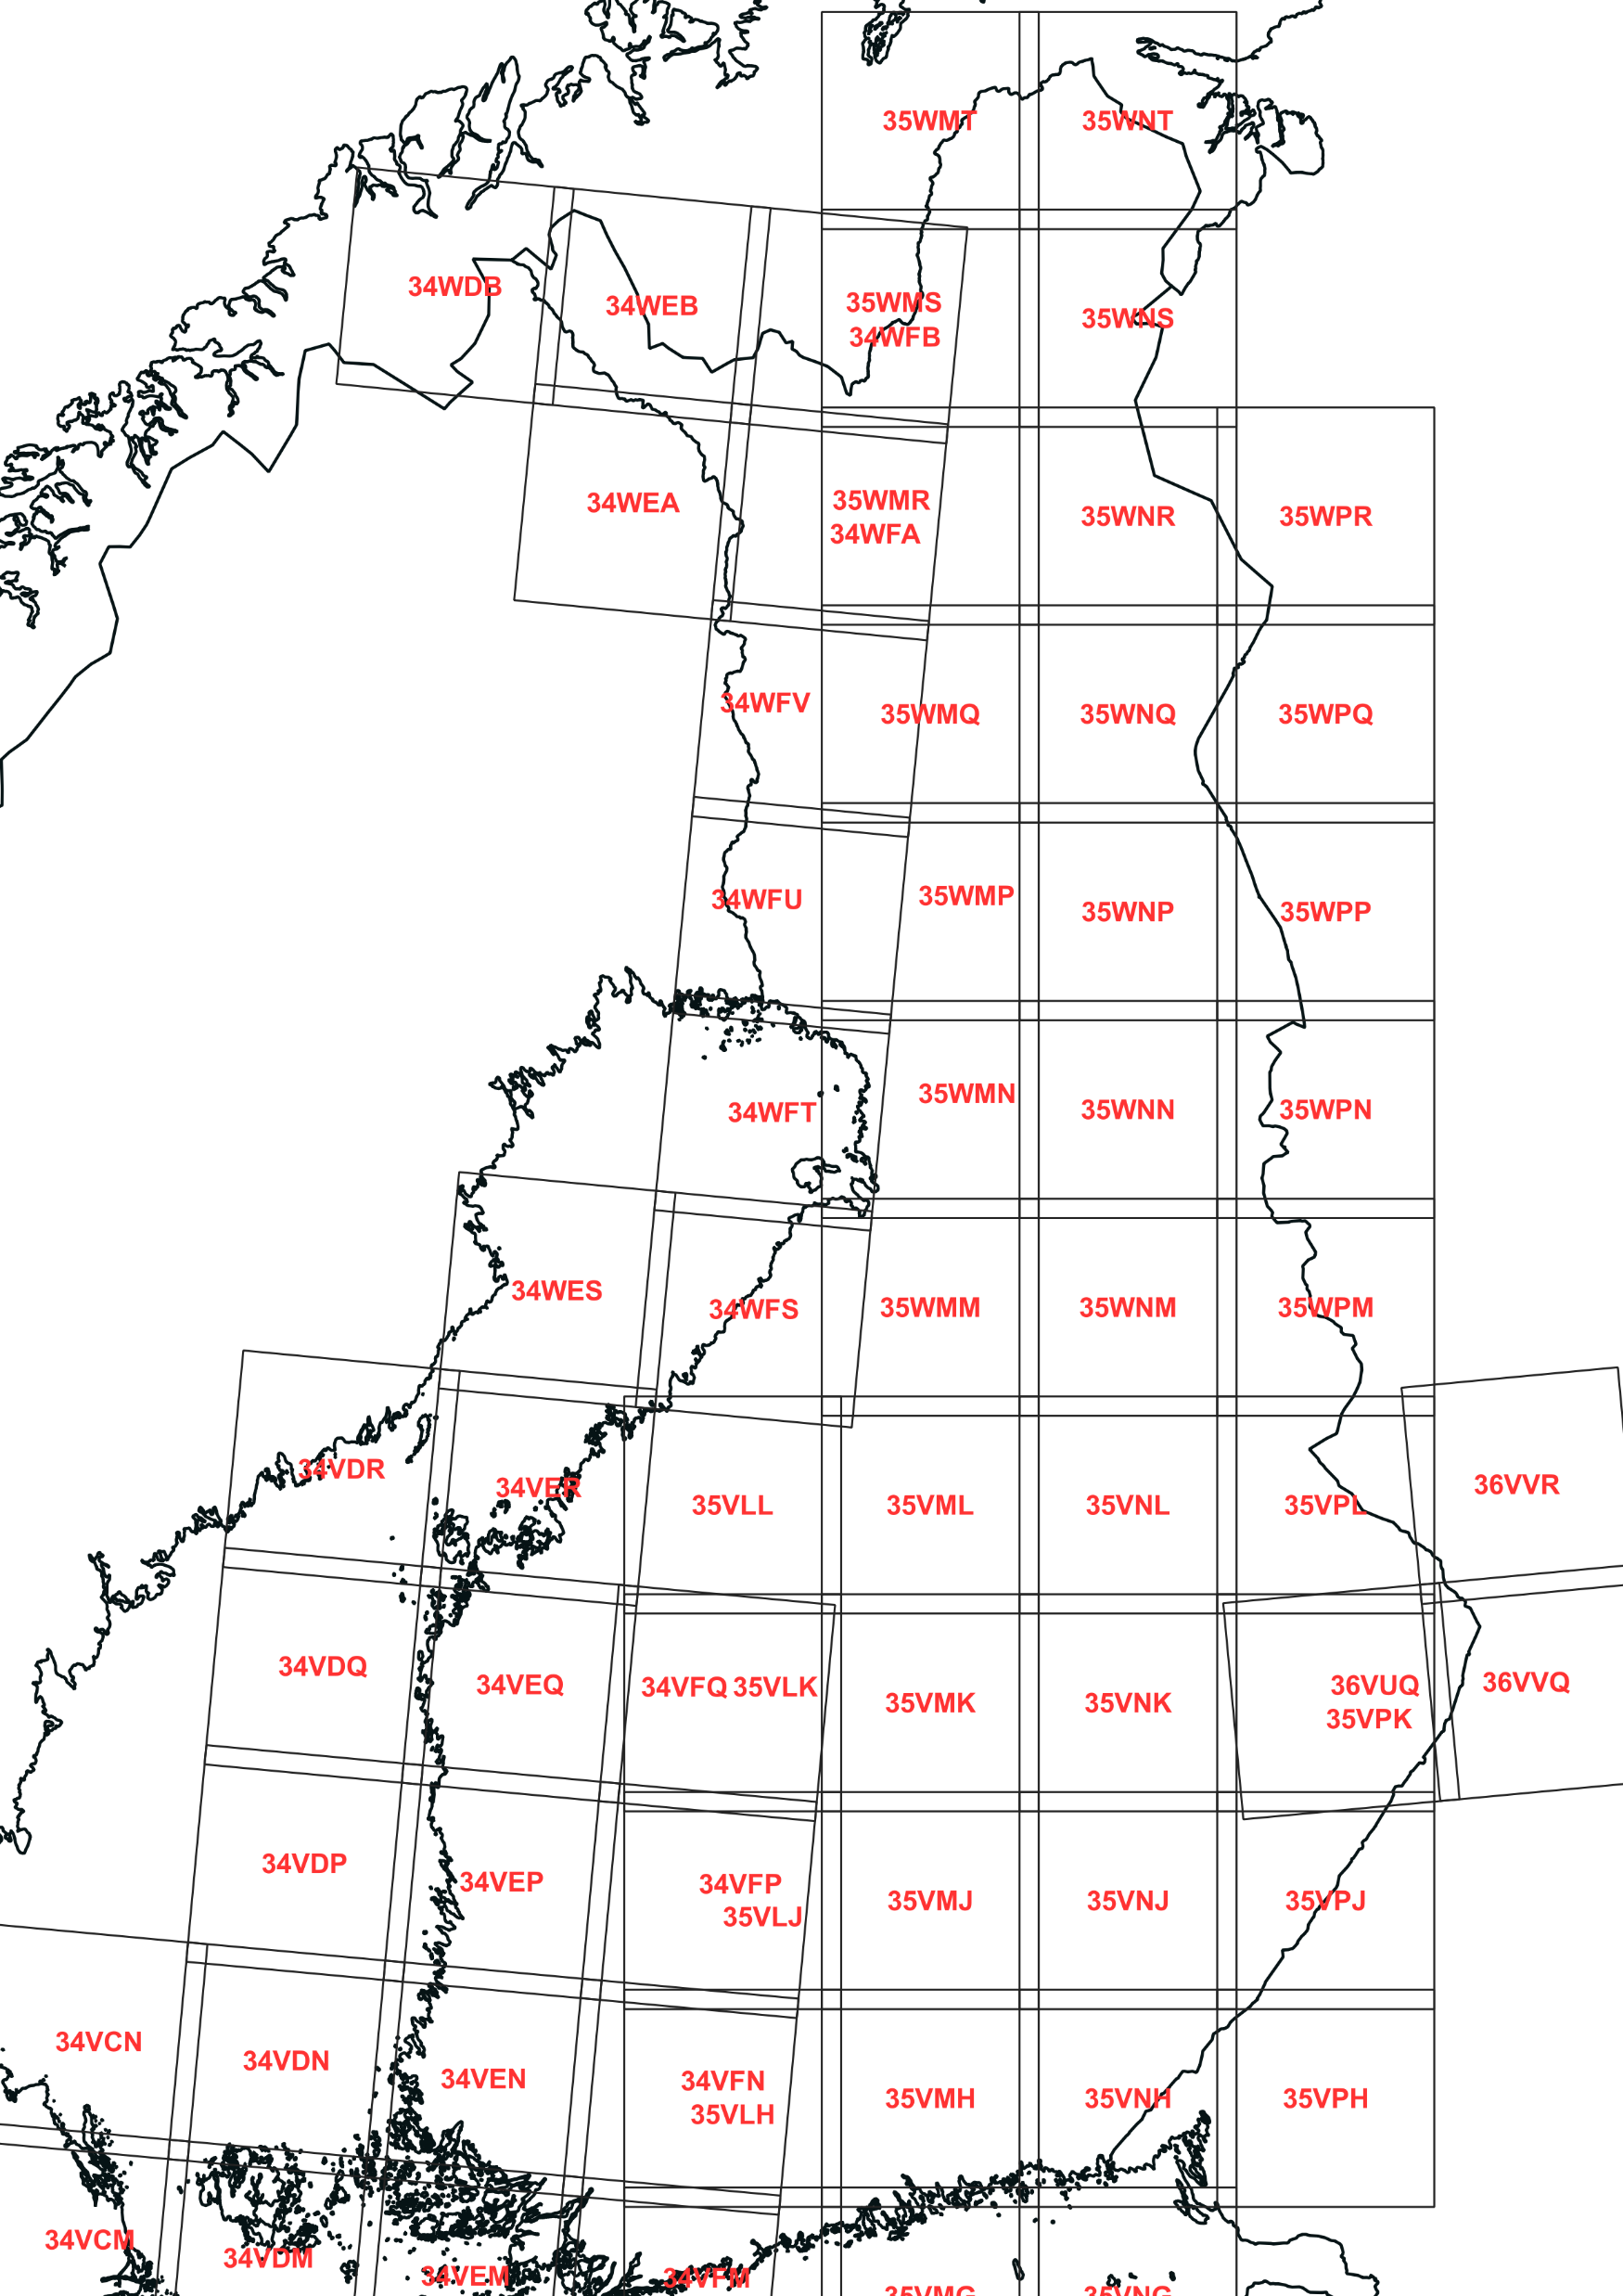 35WMT 35WNT
34WDB 34WEB 35WMS 35WNS
34WFB
34WEA 35WMR 35WNR 35WPR
34WFA
34WFV 35WMQ 35WNQ 35WPQ
34WFU 35WMP 35WNP 35WPP
34WFT 35WMN 35WNN 35WPN
34WES 34WFS 35WMM 35WNM 35WPM
34VDR 34VER 35VLL 35VML 35VNL 35VPL 36VVR
34VDQ 34VEQ 34VFQ 35VLK 35VMK 35VNK 36VUQ 36VVQ
35VPK
34VDP 34VEP 34VFP 35VMJ 35VNJ 35VPJ
35VLJ
34VCN 34VDN 34VEN 34VFN 35VMH 35VNH 35VPH
35VLH
34VCM 34VDM 34VEM 34VFM 35VMG 35VNG